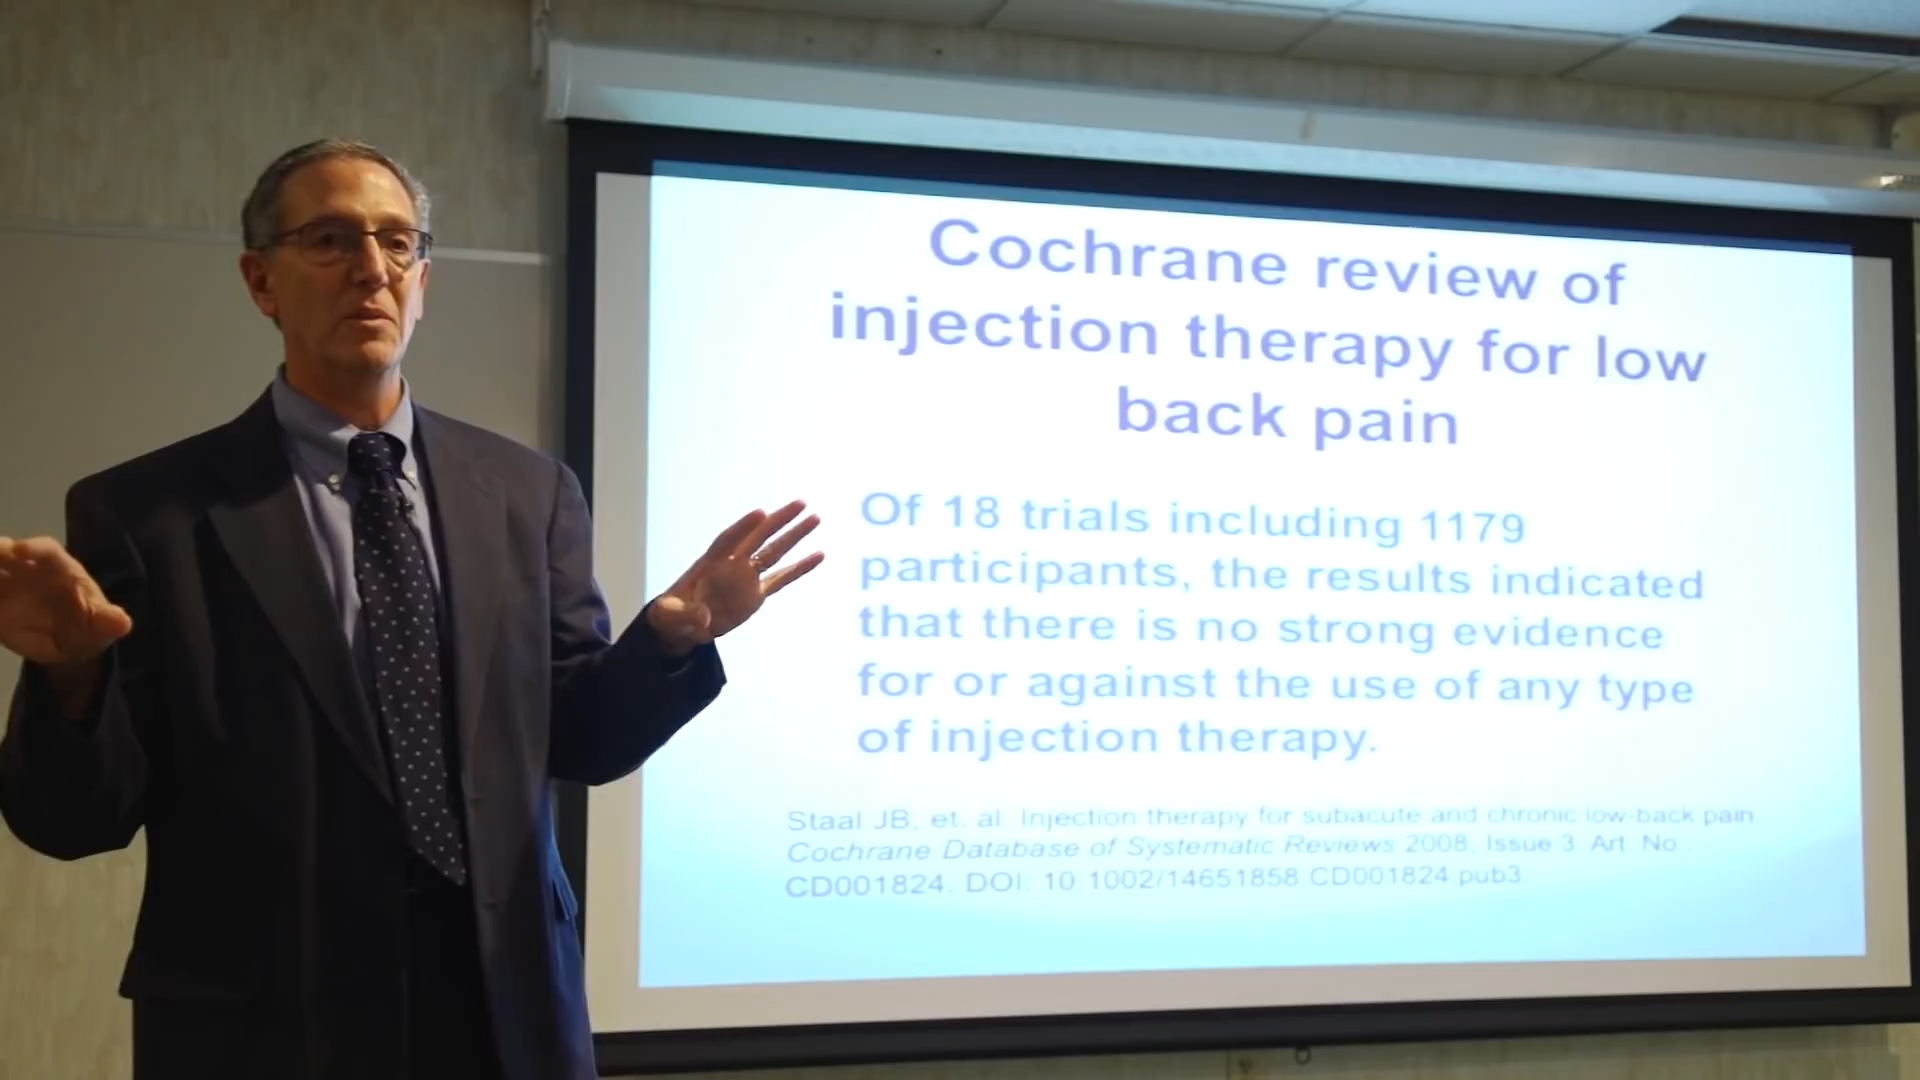 Cochrane review of
injection therapy for low
back pain
Of 18 trials including 1179
participants, the results indicated
that there is no strong evidence
for or against the use of any type
of injection therapy.
Staal JB, et. al. Injection therapy for subacute and chronic low-back pain
Cochrane Database of Systematic Reviews 2008, Issue 3 Art. No.
CD001824. DOI: 10.1002/14651858.CD001824.pub3.